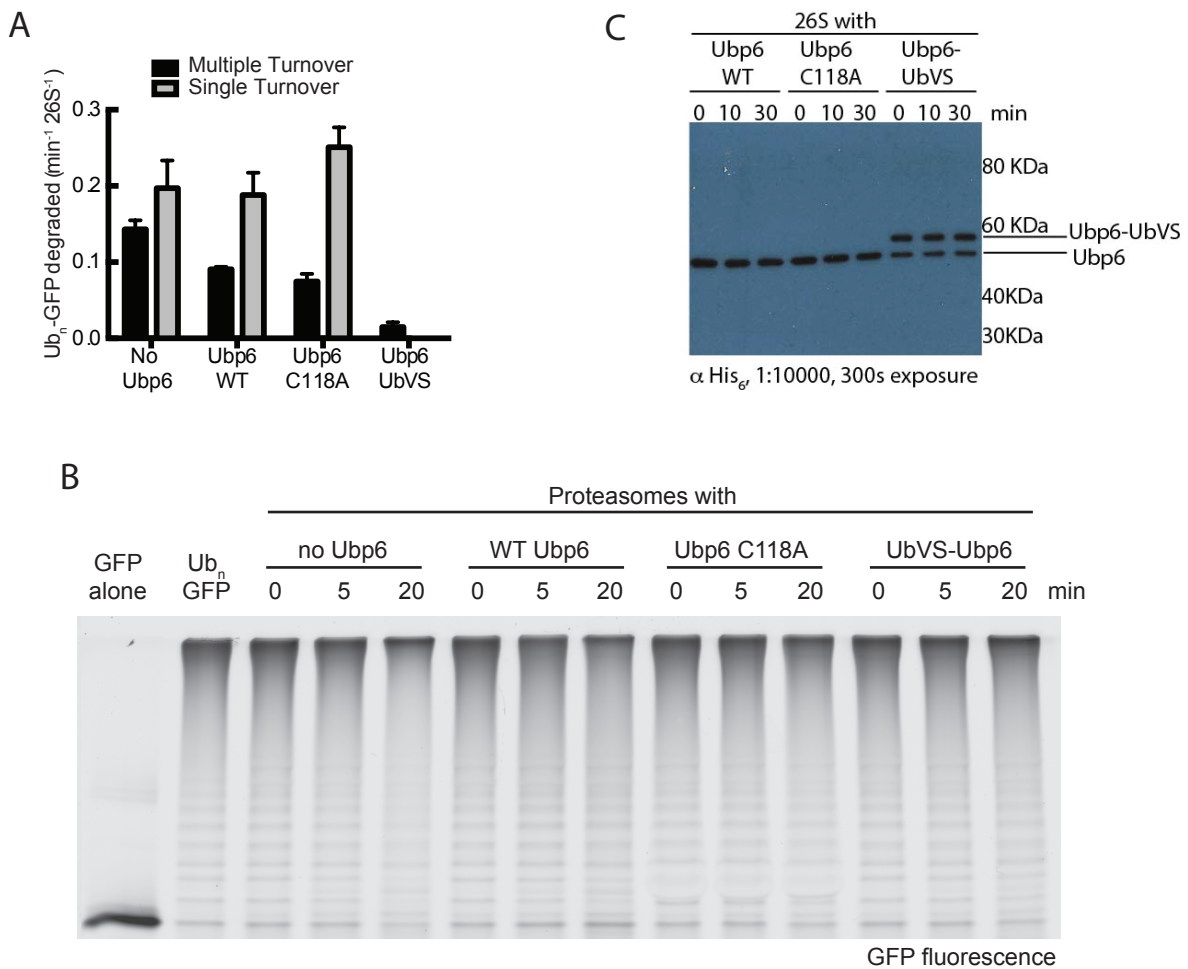 A
Multiple Turnover
Single Turnover
Ubn-GFP degraded (min-1 26S-1 )
0.3
0.2
0.1
0.0
No Ubp6
Ubp6 WT
Ubp6 C118A
Ubp6 UbVS
C
26S with
Ubp6 WT
Ubp6 C118A
Ubp6-UbVS
0 10 30 0 10 30 0 10 30 min
80 KDa
60 KDa
Ubp6-UbVS
Ubp6
40KDa
30KDa
α His6, 1:10000, 300s exposure
B
Proteasomes with
GFP alone
Ubn GFP
no Ubp6
WT Ubp6
Ubp6 C118A
UbVS-Ubp6
0 5 20 0 5 20 0 5 20 0 5 20 min
GFP fluorescence